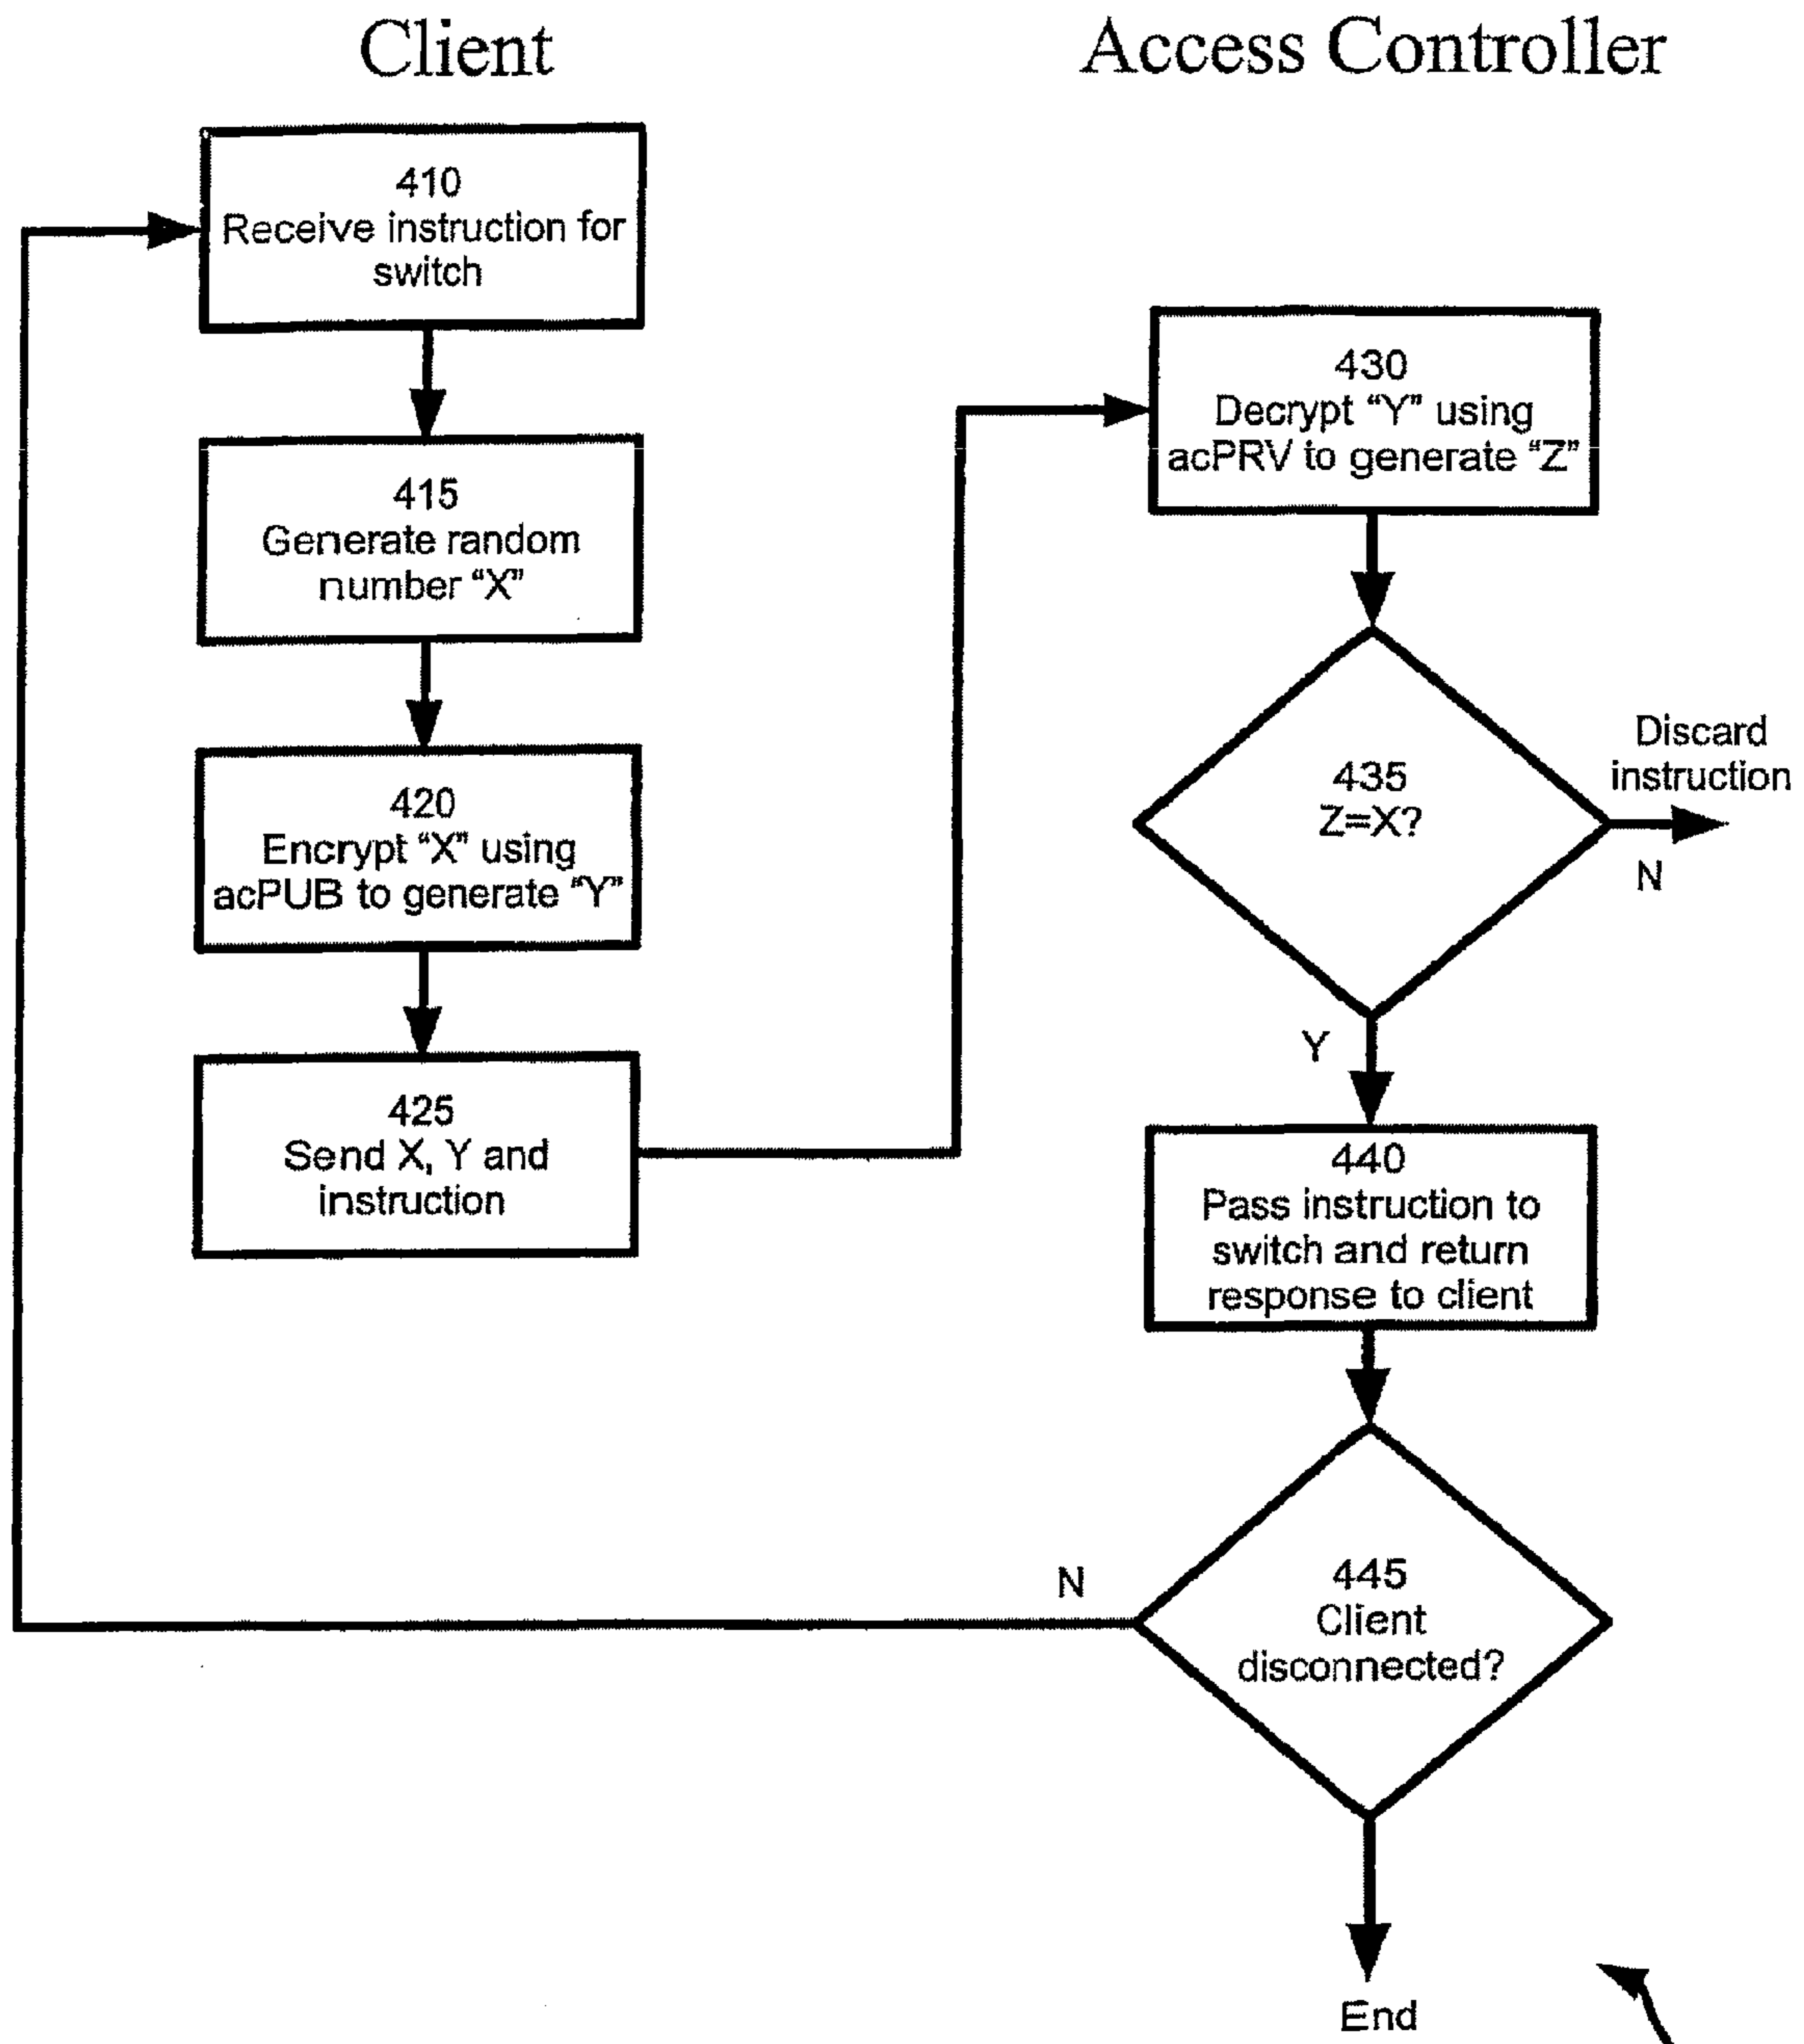 Client
Access Controller
410
Receive instruction for
switch
415
Generate random
number “X”
420
Encrypt “X” using
acPUB to generate “Y”
425
Send X, Y and
instruction
430
Decrypt “Y” using
acPRV to generate “Z”
435
Z=X?
Discard
instruction
N
Y
440
Pass instruction to
switch and return
response to client
445
Client
disconnected?
N
End